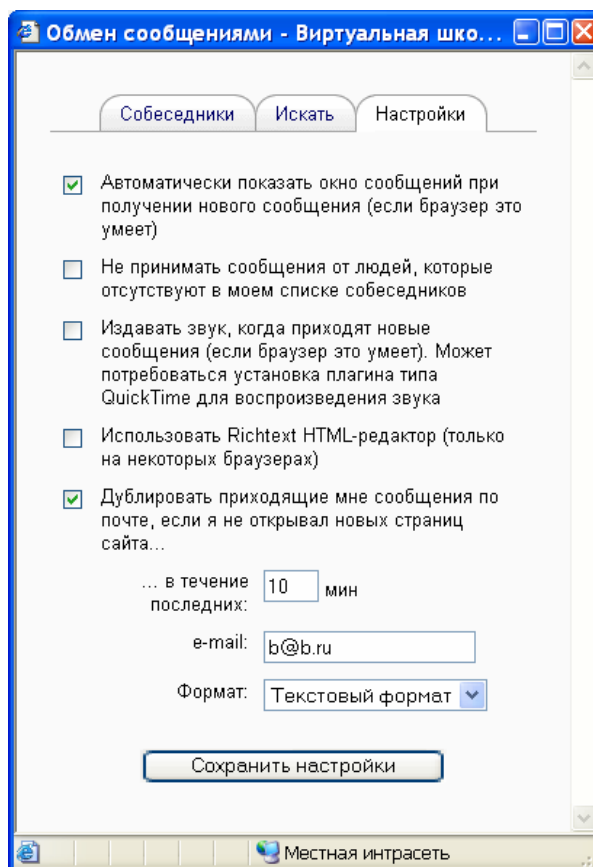 Обмен сообщениями - Виртуальная шко...
Собеседники Искать Настройки
Автоматически показать окно сообщений при
получении нового сообщения (если браузер это
умеет)
Не принимать сообщения от людей, которые
отсутствуют в моем списке собеседников
Издавать звук, когда приходят новые
сообщения (если браузер это умеет). Может
потребоваться установка плагина типа
QuickTime для воспроизведения звука
Использовать Richtext HTML-редактор (только
на некоторых браузерах)
Дублировать приходящие мне сообщения по
почте, если я не открывал новых страниц
сайта...
... в течение
последних:
10 мин
e-mail: b@b.ru
Формат: Текстовый формат
Сохранить настройки
Местная интрасеть